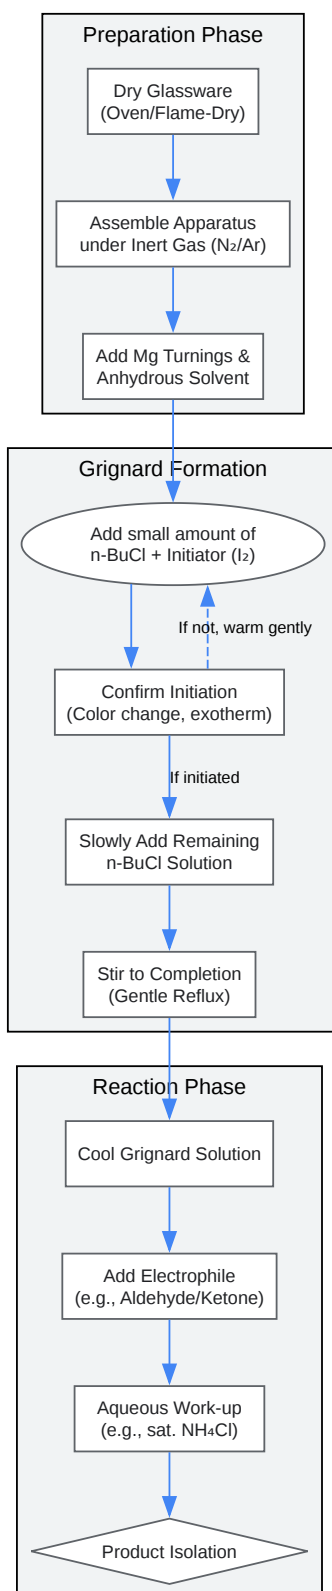 Preparation Phase
Dry Glassware
(Oven/Flame-Dry)
Assemble Apparatus
under Inert Gas (N₂/Ar)
Add Mg Turnings &
Anhydrous Solvent
Grignard Formation
Add small amount of
n-BuCl + Initiator (I₂)
If not, warm gently
Confirm Initiation
(Color change, exotherm)
If initiated
Slowly Add Remaining
n-BuCl Solution
Stir to Completion
(Gentle Reflux)
Reaction Phase
Cool Grignard Solution
Add Electrophile
(e.g., Aldehyde/Ketone)
Aqueous Work-up
(e.g., sat. NH₄Cl)
Product Isolation